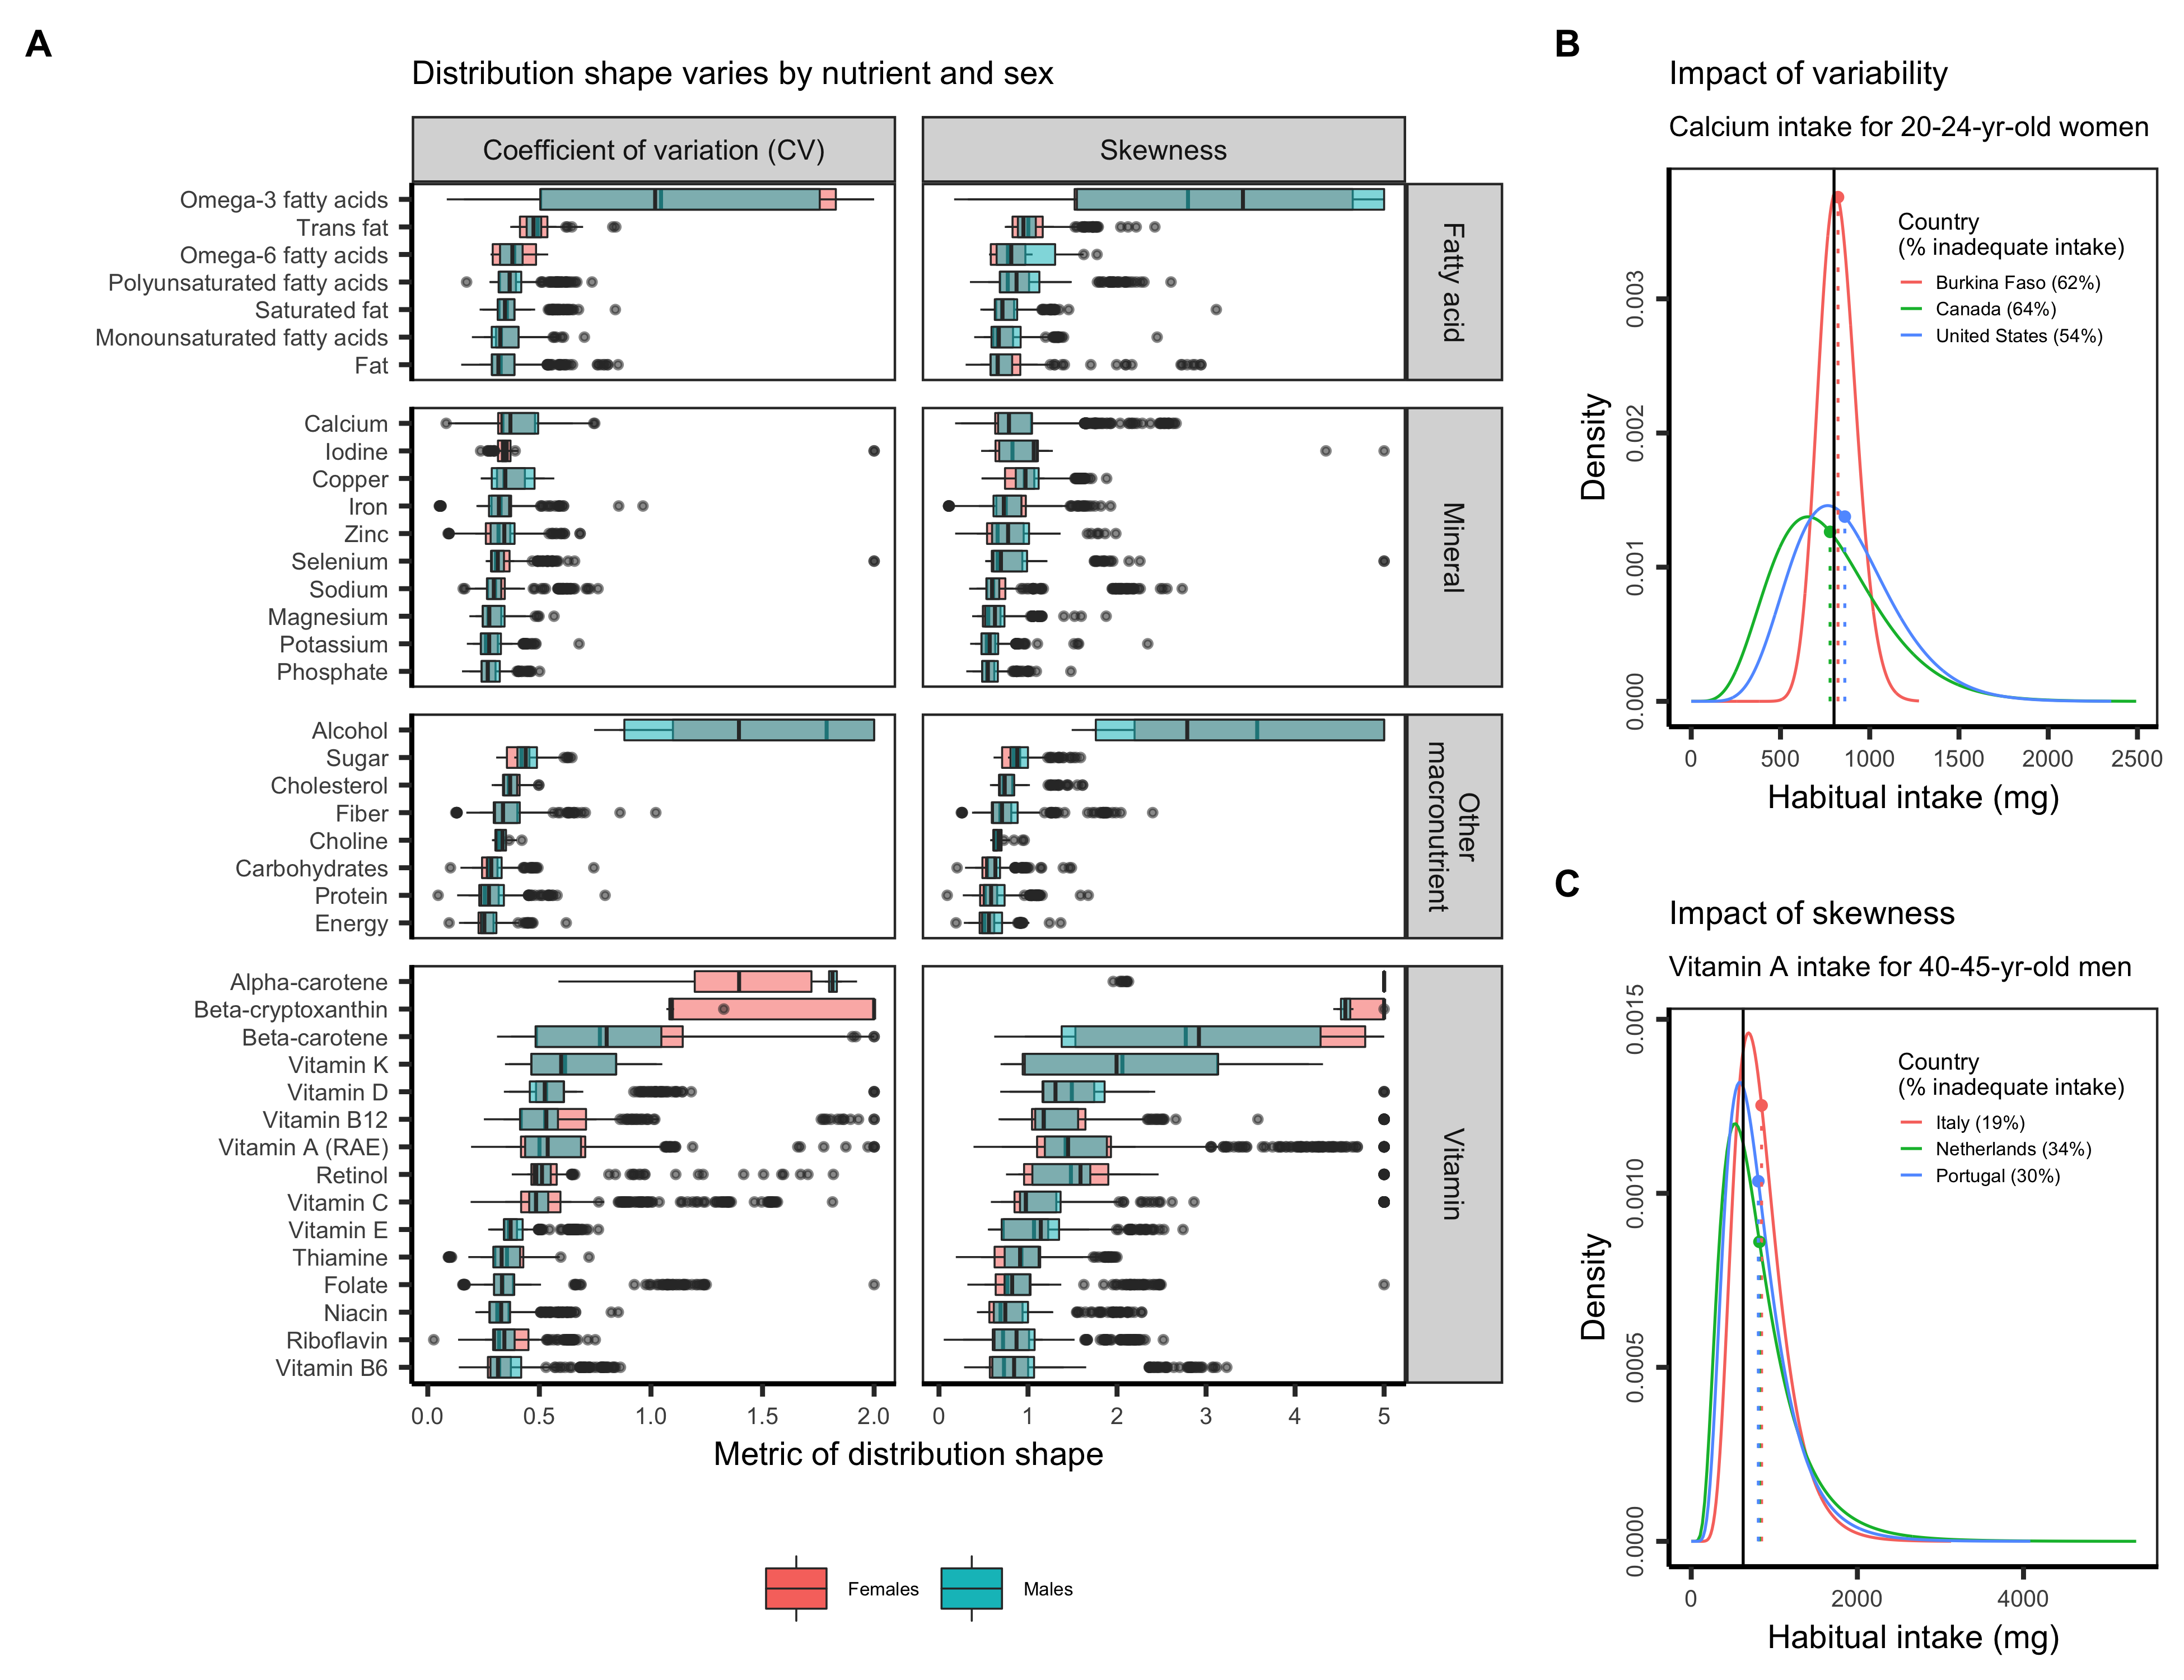 A
Distribution shape varies by nutrient and sex
Coefficient of variation (CV)
Skewness
Omega-3 fatty acids
Trans fat
Omega-6 fatty acids
Polyunsaturated fatty acids
Saturated fat
Monounsaturated fatty acids
Fat
Fatty acid
Calcium
Iodine
Copper
Iron
Zinc
Selenium
Sodium
Magnesium
Potassium
Phosphate
Mineral
Alcohol
Sugar
Cholesterol
Fiber
Choline
Carbohydrates
Protein
Energy
Other
macronutrient
Alpha-carotene
Beta-cryptoxanthin
Beta-carotene
Vitamin K
Vitamin D
Vitamin B12
Vitamin A (RAE)
Retinol
Vitamin C
Vitamin E
Thiamine
Folate
Niacin
Riboflavin
Vitamin B6
Vitamin
0.0 0.5 1.0 1.5 2.0
0 1 2 3 4 5
Metric of distribution shape
Females
Males
B
Impact of variability
Calcium intake for 20-24-yr-old women
Country
(% inadequate intake)
Burkina Faso (62%)
Canada (64%)
United States (54%)
Density
0.003
0.002
0.001
0.000
0 500 1000 1500 2000 2500
Habitual intake (mg)
C
Impact of skewness
Vitamin A intake for 40-45-yr-old men
Country
(% inadequate intake)
Italy (19%)
Netherlands (34%)
Portugal (30%)
Density
0.0015
0.0010
0.0005
0.0000
0 2000 4000
Habitual intake (mg)